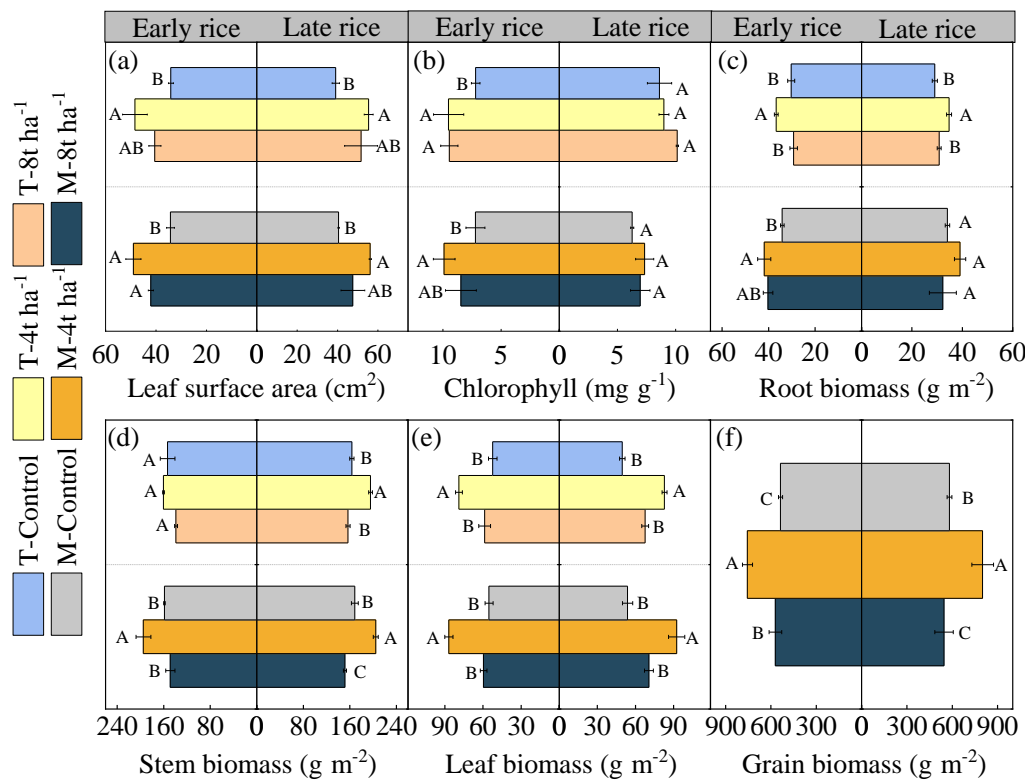 Early rice Late rice Early rice Late rice Early rice Late rice
T-8t ha⁻¹
M-8t ha⁻¹
T-4t ha⁻¹
M-4t ha⁻¹
T-Control
M-Control
(a)
B B
A A
AB AB
B B
A A
A AB
60 40 20 0 20 40 60
Leaf surface area (cm²)
(b)
B A
A A
A A
B A
A A
AB A
10 5 0 5 10
Chlorophyll (mg g⁻¹)
(c)
B B
A A
B B
B A
A A
AB A
60 40 20 0 20 40 60
Root biomass (g m⁻²)
(d)
A B
A A
A B
B B
A A
B C
240 160 80 0 80 160 240
Stem biomass (g m⁻²)
(e)
B B
A A
B B
B B
A A
B B
90 60 30 0 30 60 90
Leaf biomass (g m⁻²)
(f)
C B
A A
B C
900 600 300 0 300 600 900
Grain biomass (g m⁻²)